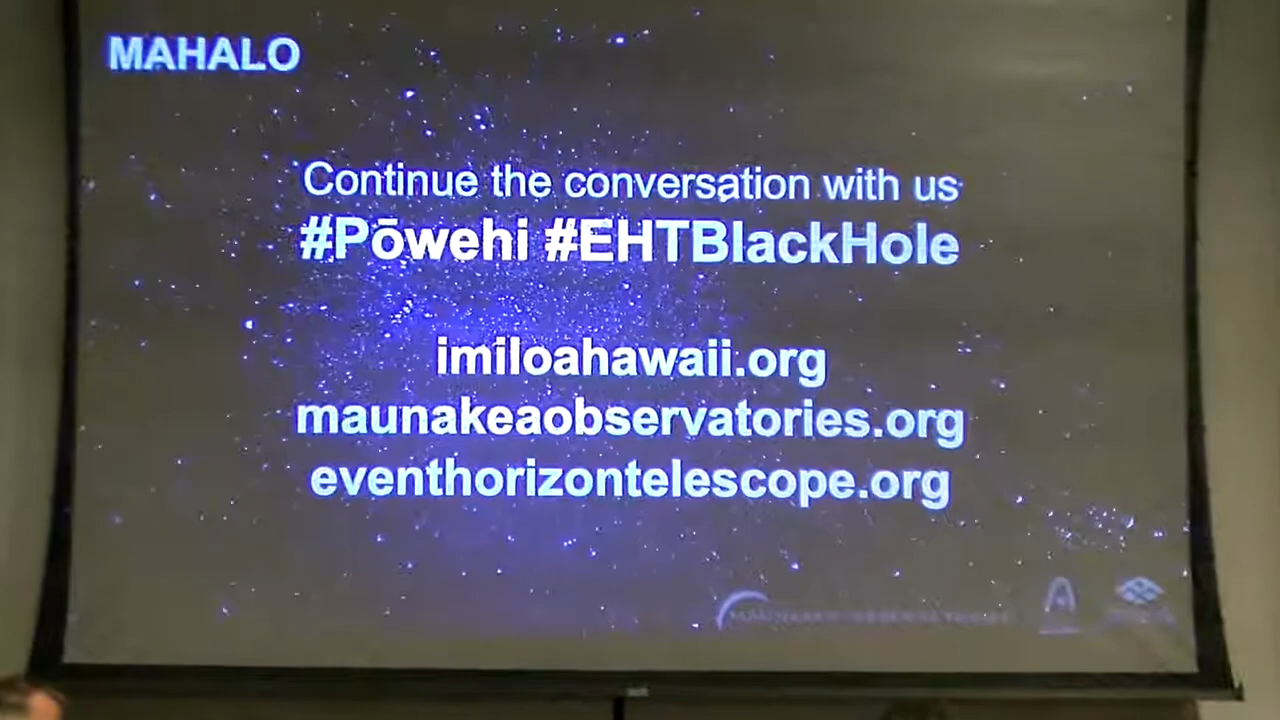 MAHALO
Continue the conversation with us
#Pōwehi #EHTBlackHole
imiloahawaii.org
maunakeaobservatories.org
eventhorizontelescope.org